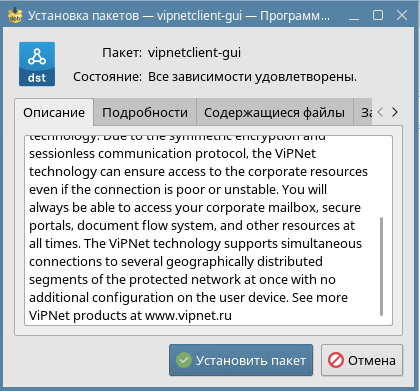 Установка пакетов — vipnetclient-gui — Программ...
deb
dst
Пакет: vipnetclient-gui
Состояние: Все зависимости удовлетворены.
Описание Подробности Содержащиеся файлы За
technology. Due to the symmetric encryption and
sessionless communication protocol, the ViPNet
technology can ensure access to the corporate resources
even if the connection is poor or unstable. You will
always be able to access your corporate mailbox, secure
portals, document flow system, and other resources at
all times. The ViPNet technology supports simultaneous
connections to several geographically distributed
segments of the protected network at once with no
additional configuration on the user device. See more
ViPNet products at www.vipnet.ru
Установить пакет Отмена